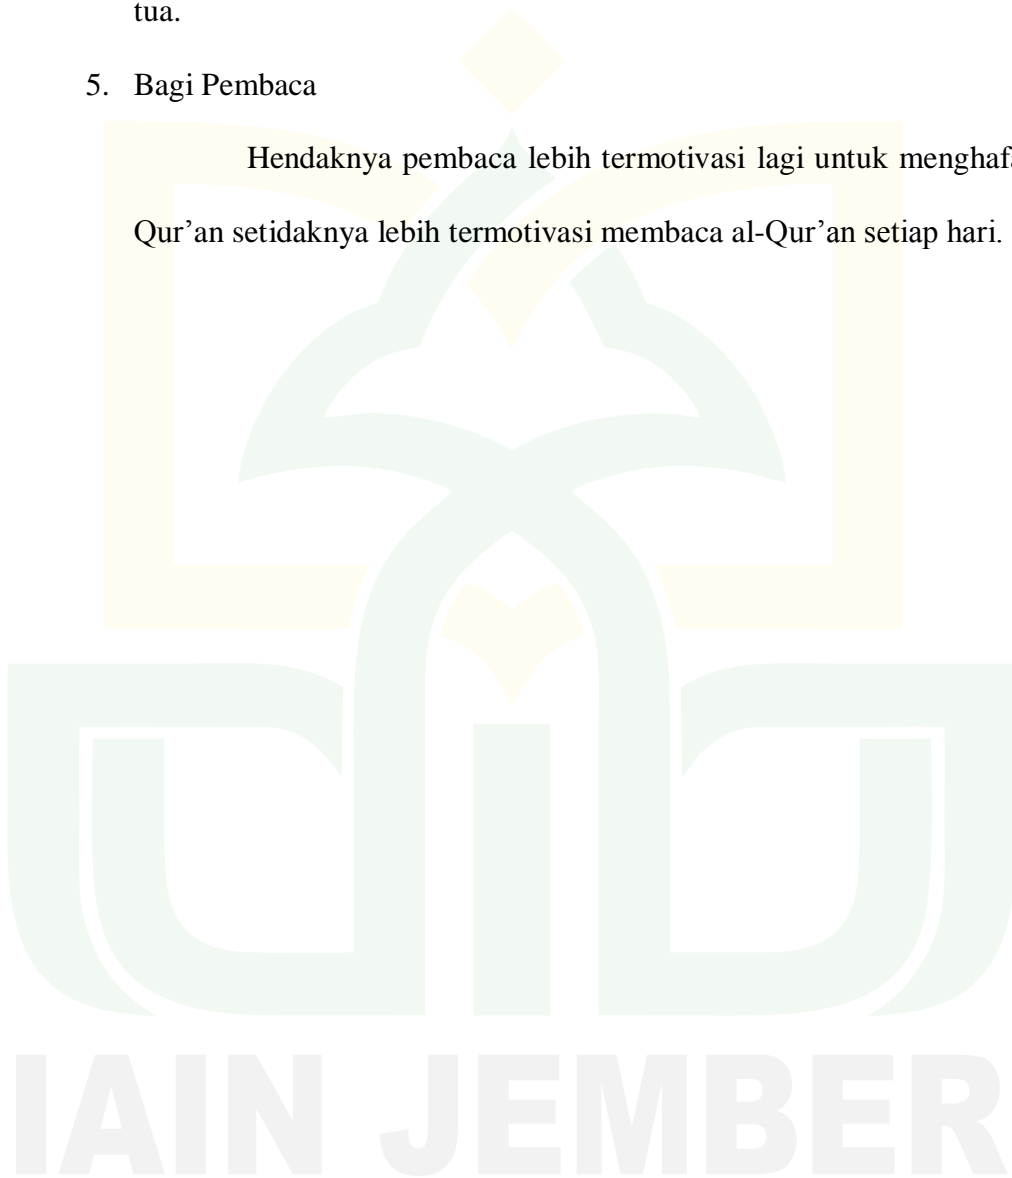 tua.
5. Bagi Pembaca
Hendaknya pembaca lebih termotivasi lagi untuk
Qur’an setidaknya lebih termotivasi membaca al-Qur’an setiap hari.
IAIN JEMBER